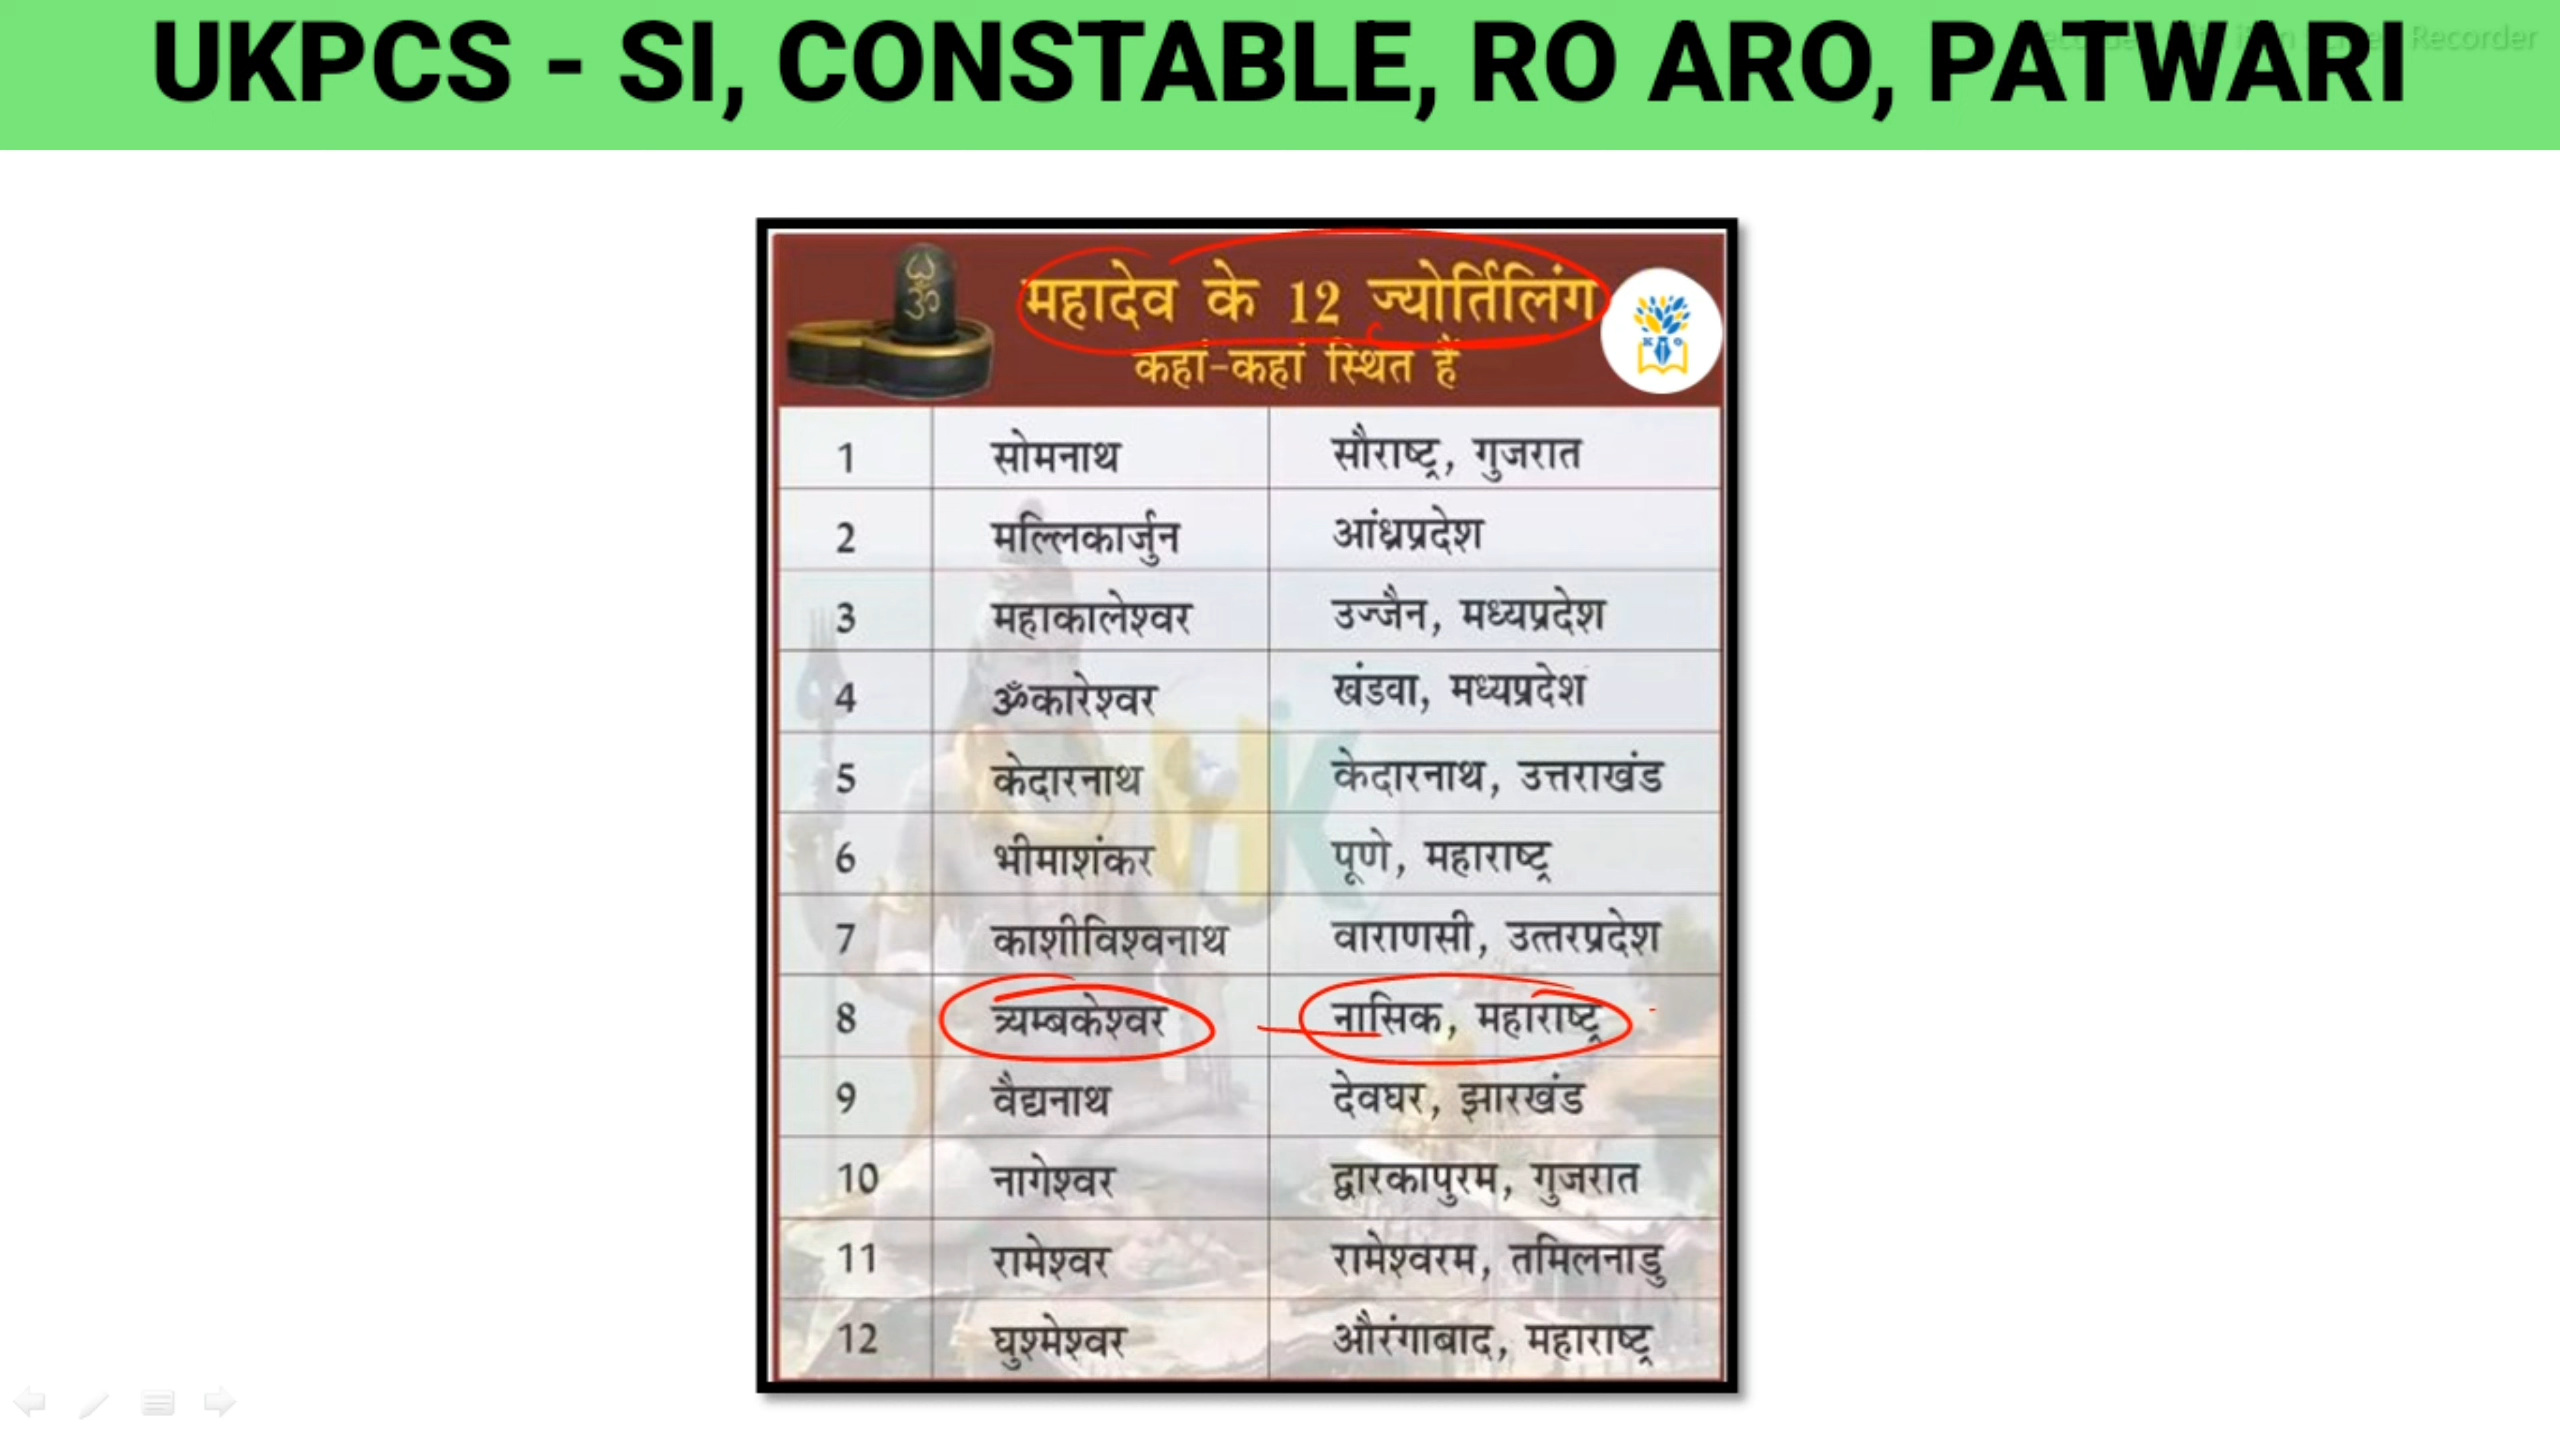 UKPCS - SI, CONSTABLE, RO ARO, PATWARI
महादेव के 12 ज्योर्तिलिंग
कहां-कहां स्थित हैं
1 सोमनाथ सौराष्ट्र, गुजरात
2 मल्लिकार्जुन आंध्रप्रदेश
3 महाकालेश्वर उज्जैन, मध्यप्रदेश
4 ॐकारेश्वर खंडवा, मध्यप्रदेश
5 केदारनाथ केदारनाथ, उत्तराखंड
6 भीमाशंकर पूणे, महाराष्ट्र
7 काशीविश्वनाथ वाराणसी, उत्तरप्रदेश
8 त्र्यम्बकेश्वर नासिक, महाराष्ट्र
9 वैद्यनाथ देवघर, झारखंड
10 नागेश्वर द्वारकापुरम, गुजरात
11 रामेश्वर रामेश्वरम, तमिलनाडु
12 घुश्मेश्वर औरंगाबाद, महाराष्ट्र